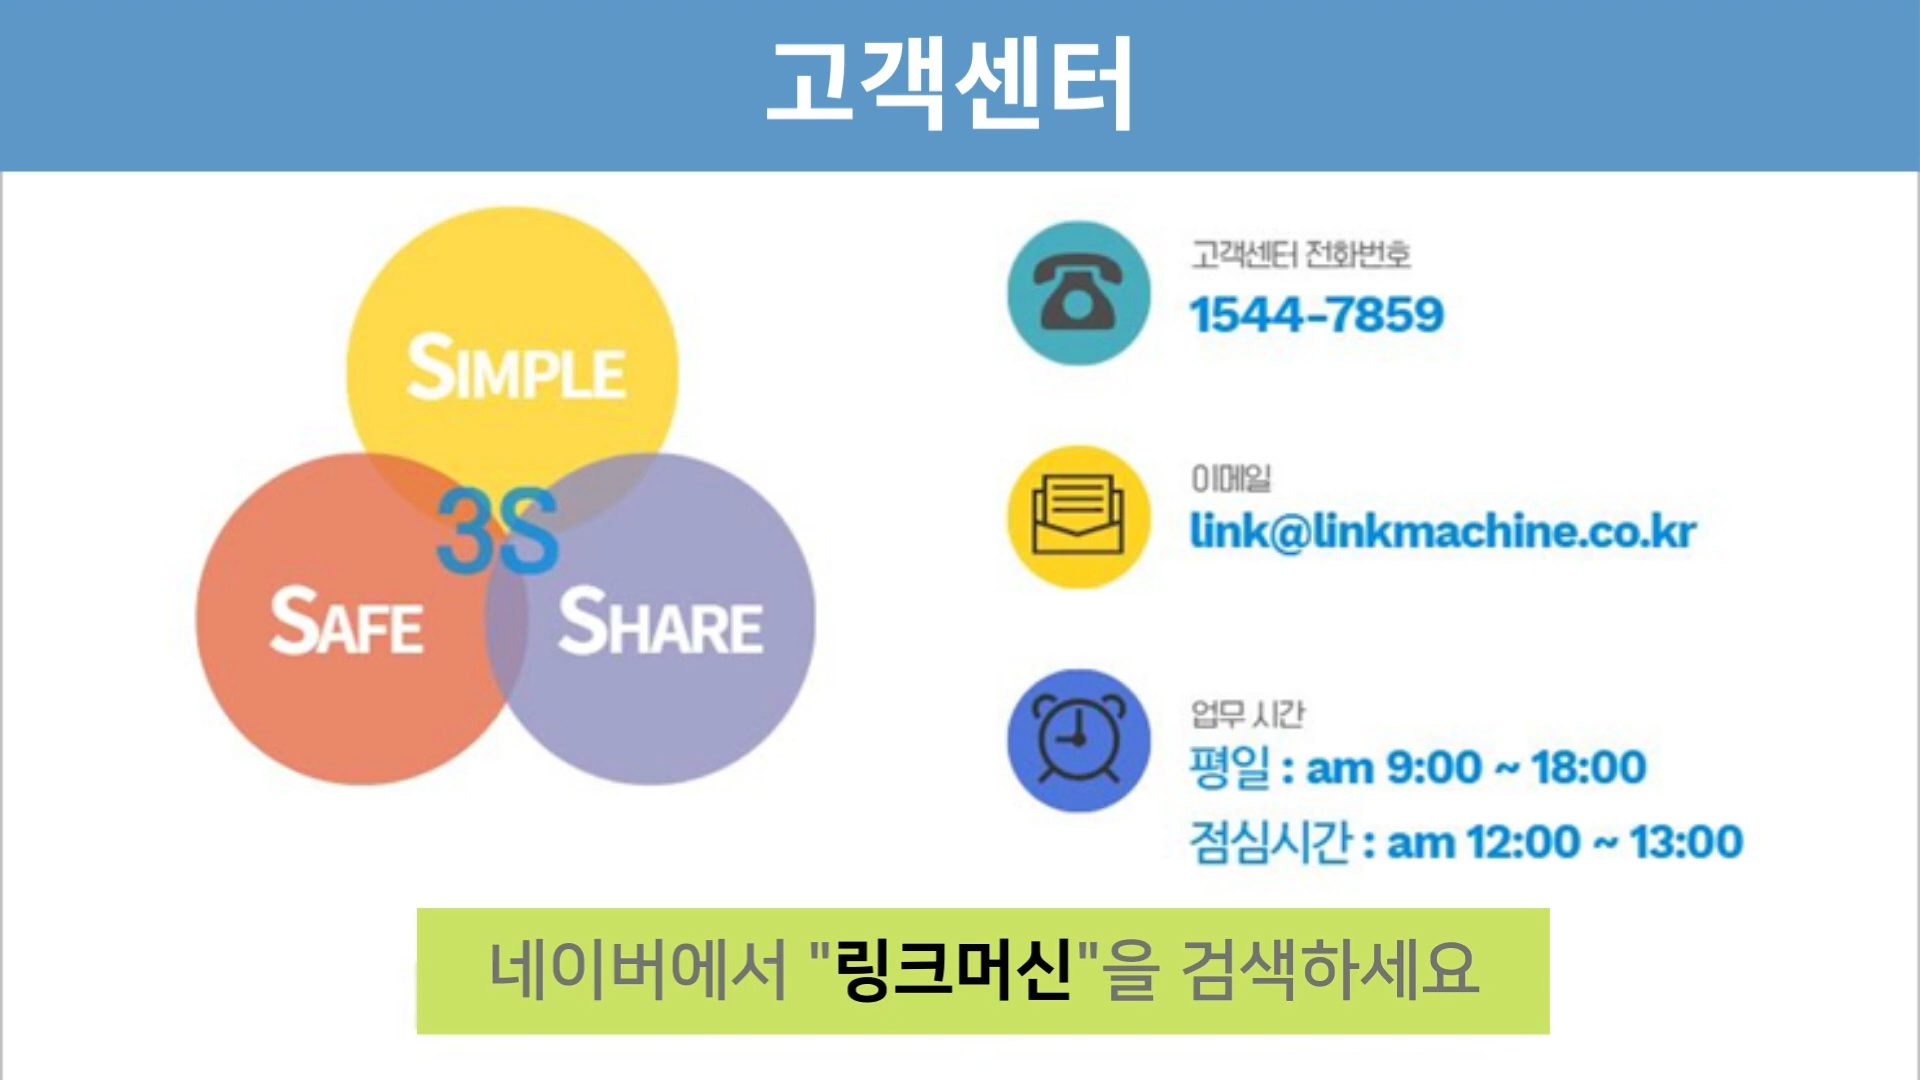 고객센터
SIMPLE
3S
SAFE
SHARE
고객센터 전화번호
1544-7859
이메일
link@linkmachine.co.kr
업무 시간
평일 : am 9:00 ~ 18:00
점심시간 : am 12:00 ~ 13:00
네이버에서 "링크머신"을 검색하세요